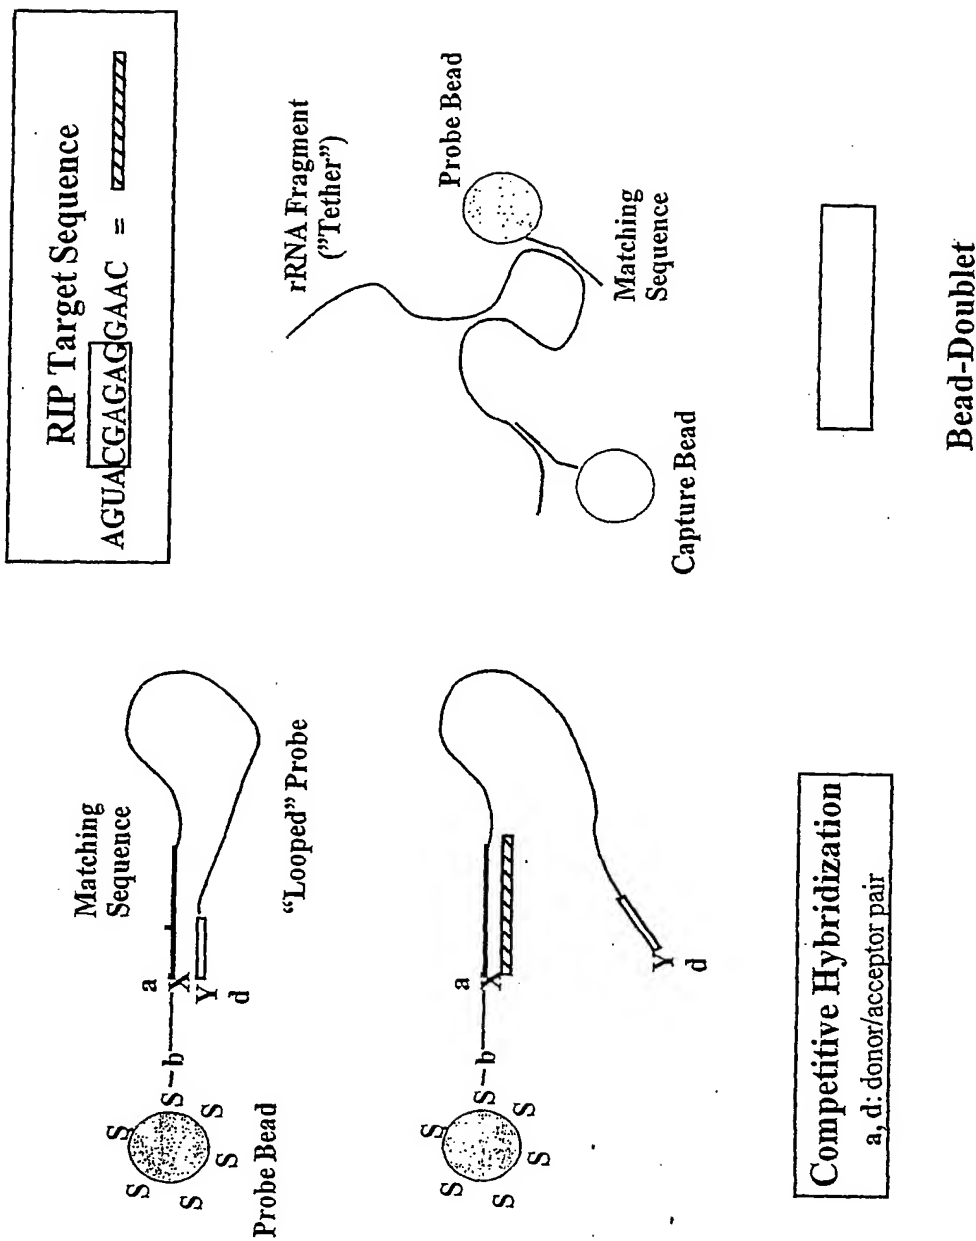 RIP Target Sequence
AGUACGAGAGGAAC =
Matching
Sequence
S
S
a
S – b
X
S
S
Y
S
d
Probe Bead
"Looped" Probe
rRNA Fragment
("Tether")
Probe Bead
Matching
Sequence
Capture Bead
S
S
a
S – b
X
S
S
S
Y
d
Competitive Hybridization
a, d: donor/acceptor pair
Bead-Doublet